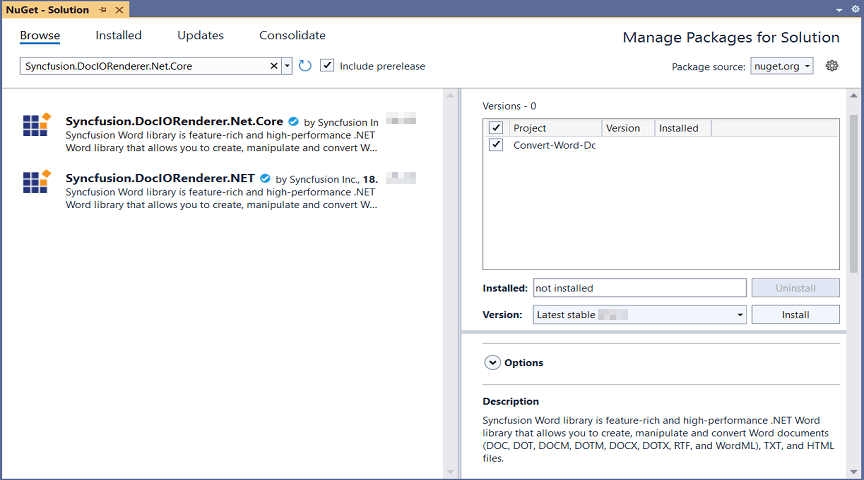 NuGet - Solution
Browse Installed Updates Consolidate
Manage Packages for Solution
Syncfusion.DocIORenderer.Net.Core
Include prerelease
Package source: nuget.org
Syncfusion.DocIORenderer.Net.Core by Syncfusion In
Syncfusion Word library is feature-rich and high-performance .NET
Word library that allows you to create, manipulate and convert W...
Syncfusion.DocIORenderer.NET by Syncfusion Inc., 18.
Syncfusion Word library is feature-rich and high-performance .NET
Word library that allows you to create, manipulate and convert W...
Versions - 0
Project Version Installed
Convert-Word-Dc
Installed: not installed Uninstall
Version: Latest stable Install
Options
Description
Syncfusion Word library is feature-rich and high-performance .NET Word
library that allows you to create, manipulate and convert Word documents
(DOC, DOT, DOCM, DOTM, DOCX, DOTX, RTF, and WordML), TXT, and HTML
files.